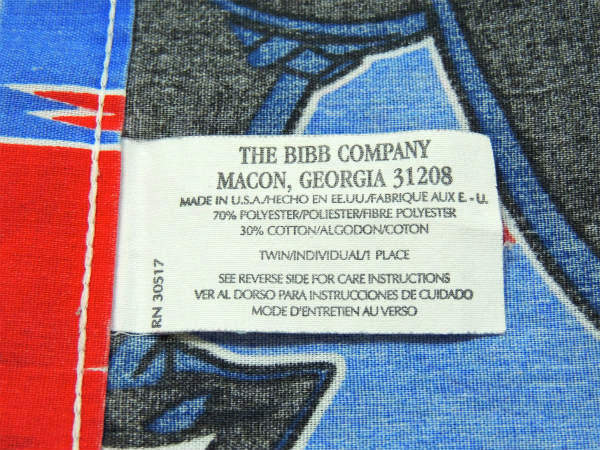 THE BIBB COMPANY
MACON, GEORGIA 31208
MADE IN U.S.A./HECHO EN EE.UU./FABRIQUE AUX E.-U.
70% POLYESTER/POLIESTER/FIBRE POLYESTER
30% COTTON/ALGODON/COTON
TWIN/INDIVIDUAL/1 PLACE
SEE REVERSE SIDE FOR CARE INSTRUCTIONS
VER AL DORSO PARA INSTRUCCIONES DE CUIDADO
MODE D'ENTRETIEN AU VERSO
RN 30517